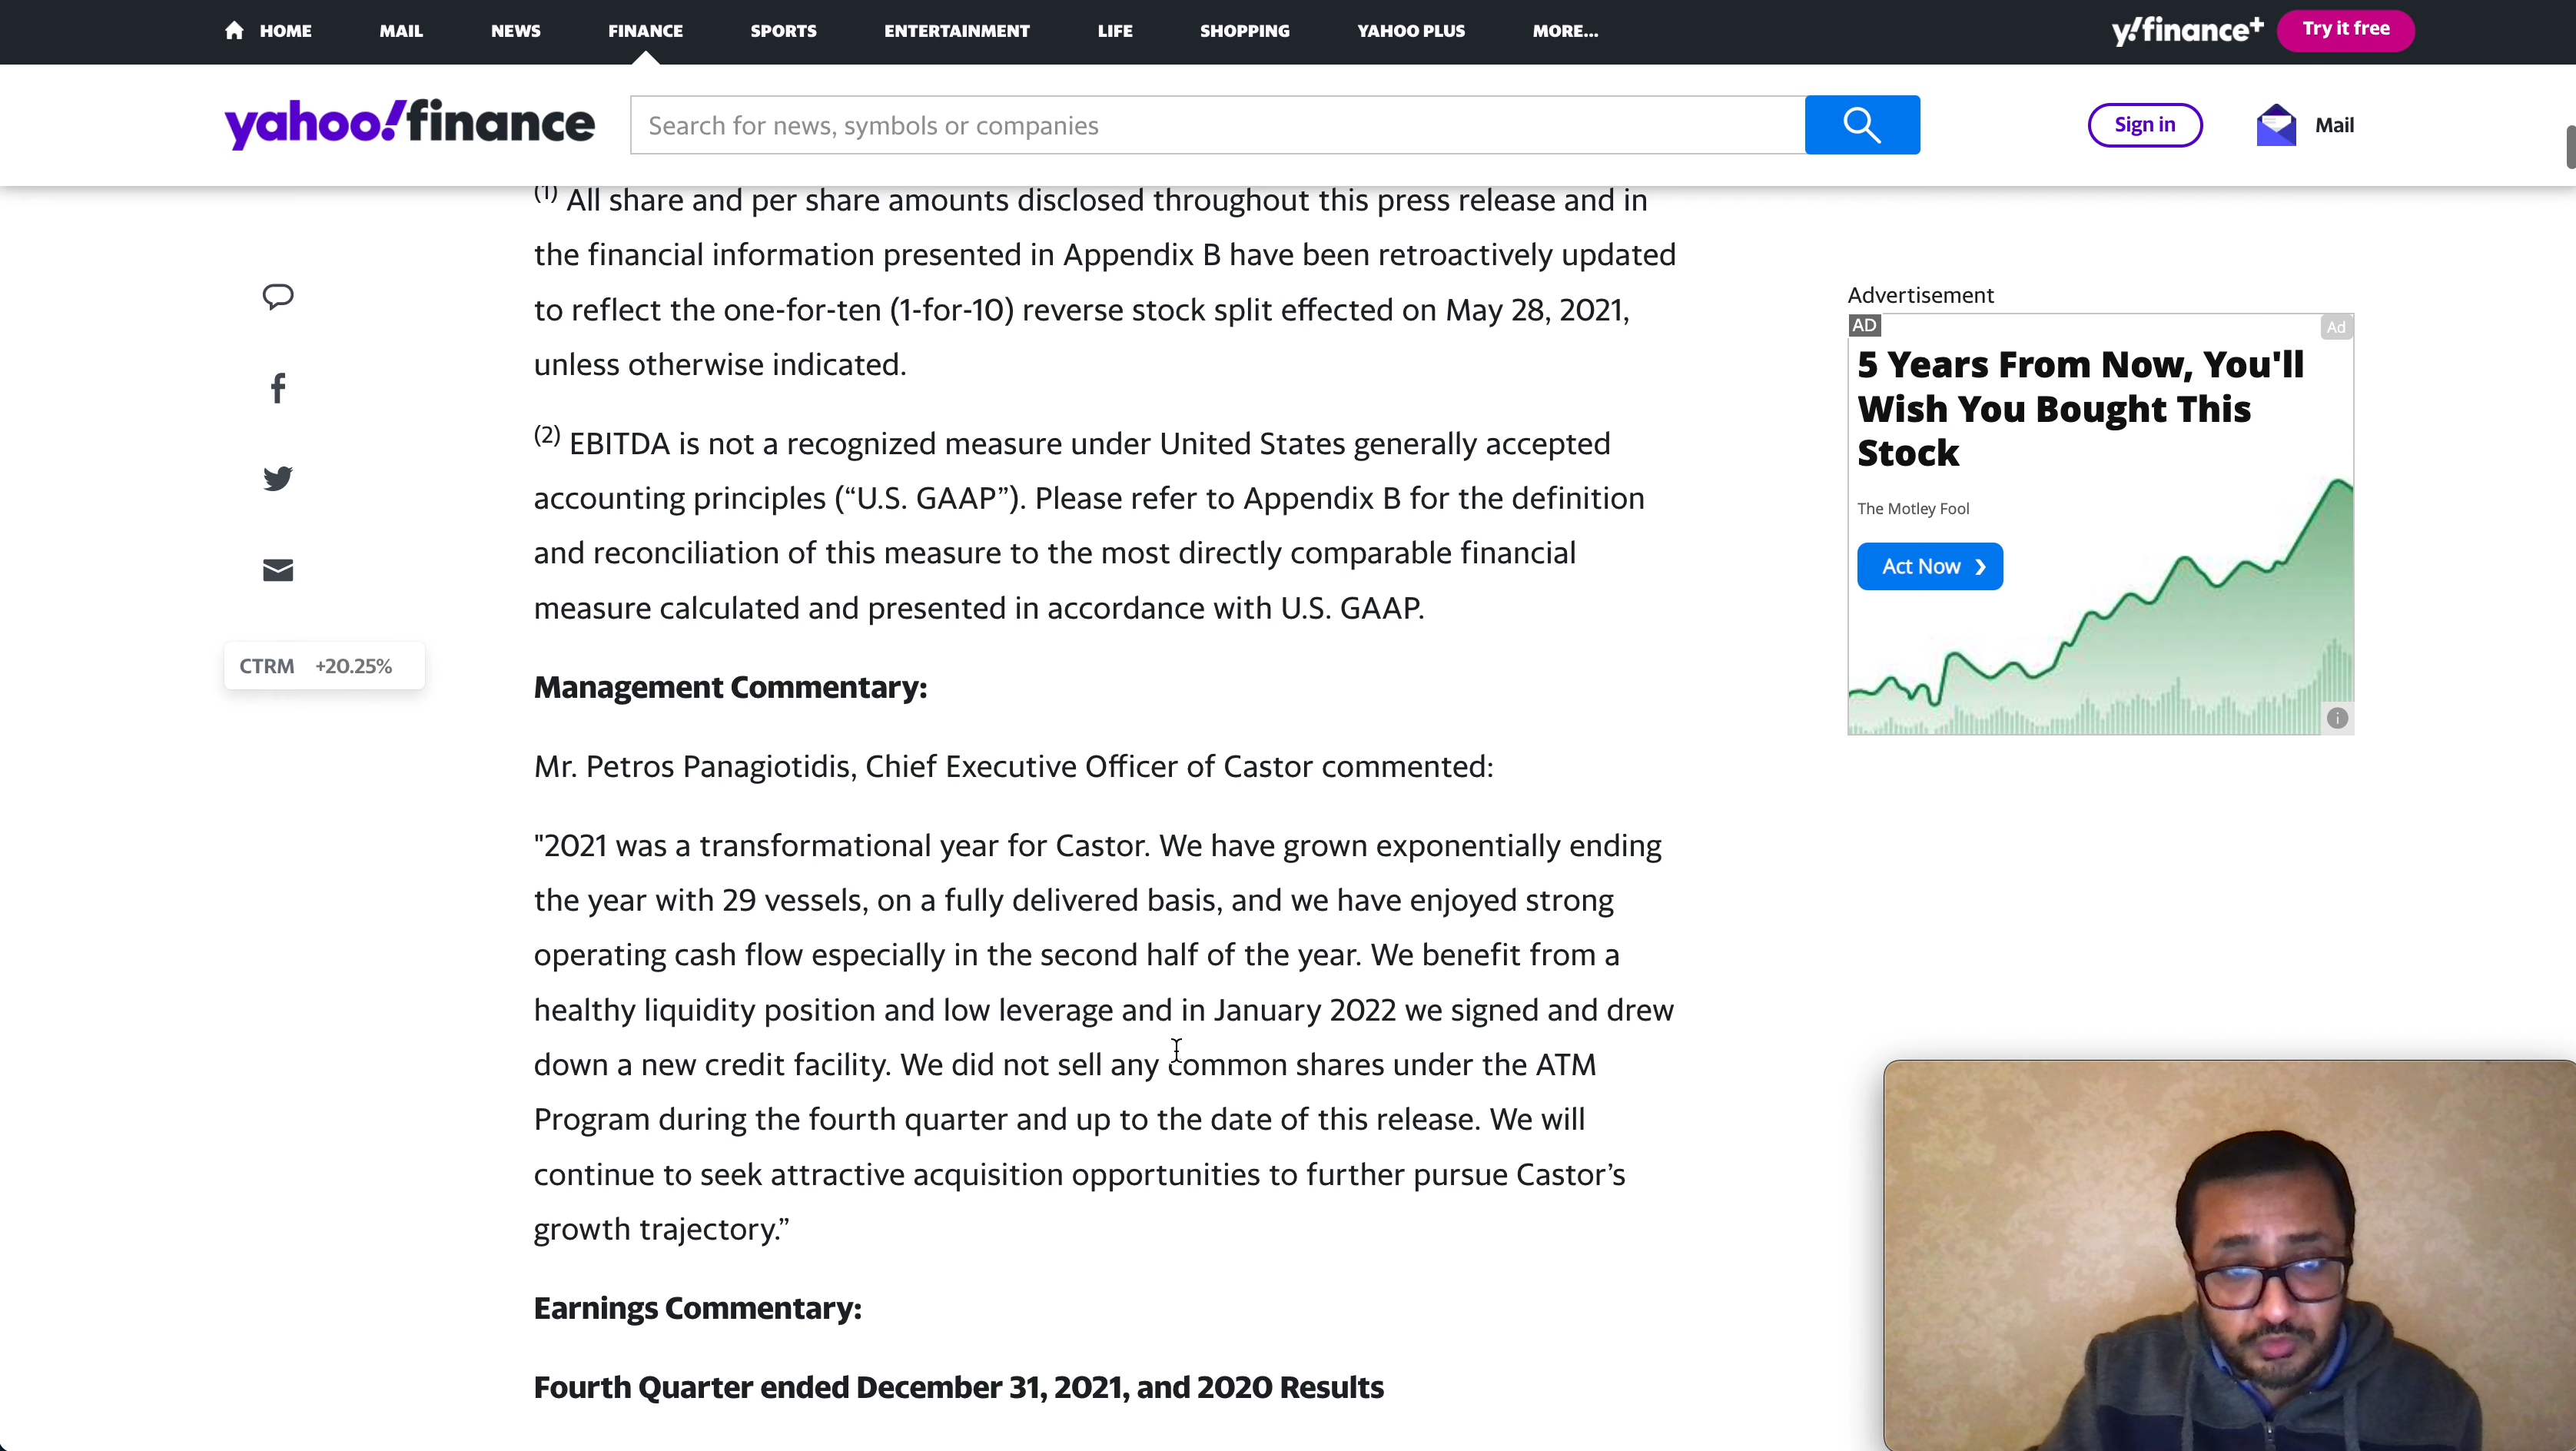 HOME MAIL NEWS FINANCE SPORTS ENTERTAINMENT LIFE SHOPPING YAHOO PLUS MORE...
y!finance+ Try it free
yahoo!finance
Search for news, symbols or companies
Sign in
Mail
(1) All share and per share amounts disclosed throughout this press release and in
the financial information presented in Appendix B have been retroactively updated
to reflect the one-for-ten (1-for-10) reverse stock split effected on May 28, 2021,
unless otherwise indicated.
(2) EBITDA is not a recognized measure under United States generally accepted
accounting principles (“U.S. GAAP”). Please refer to Appendix B for the definition
and reconciliation of this measure to the most directly comparable financial
measure calculated and presented in accordance with U.S. GAAP.
CTRM +20.25%
Management Commentary:
Mr. Petros Panagiotidis, Chief Executive Officer of Castor commented:
"2021 was a transformational year for Castor. We have grown exponentially ending
the year with 29 vessels, on a fully delivered basis, and we have enjoyed strong
operating cash flow especially in the second half of the year. We benefit from a
healthy liquidity position and low leverage and in January 2022 we signed and drew
down a new credit facility. We did not sell any common shares under the ATM
Program during the fourth quarter and up to the date of this release. We will
continue to seek attractive acquisition opportunities to further pursue Castor’s
growth trajectory.”
Earnings Commentary:
Fourth Quarter ended December 31, 2021, and 2020 Results
Advertisement
AD
Ad
5 Years From Now, You'll
Wish You Bought This
Stock
The Motley Fool
Act Now ❯